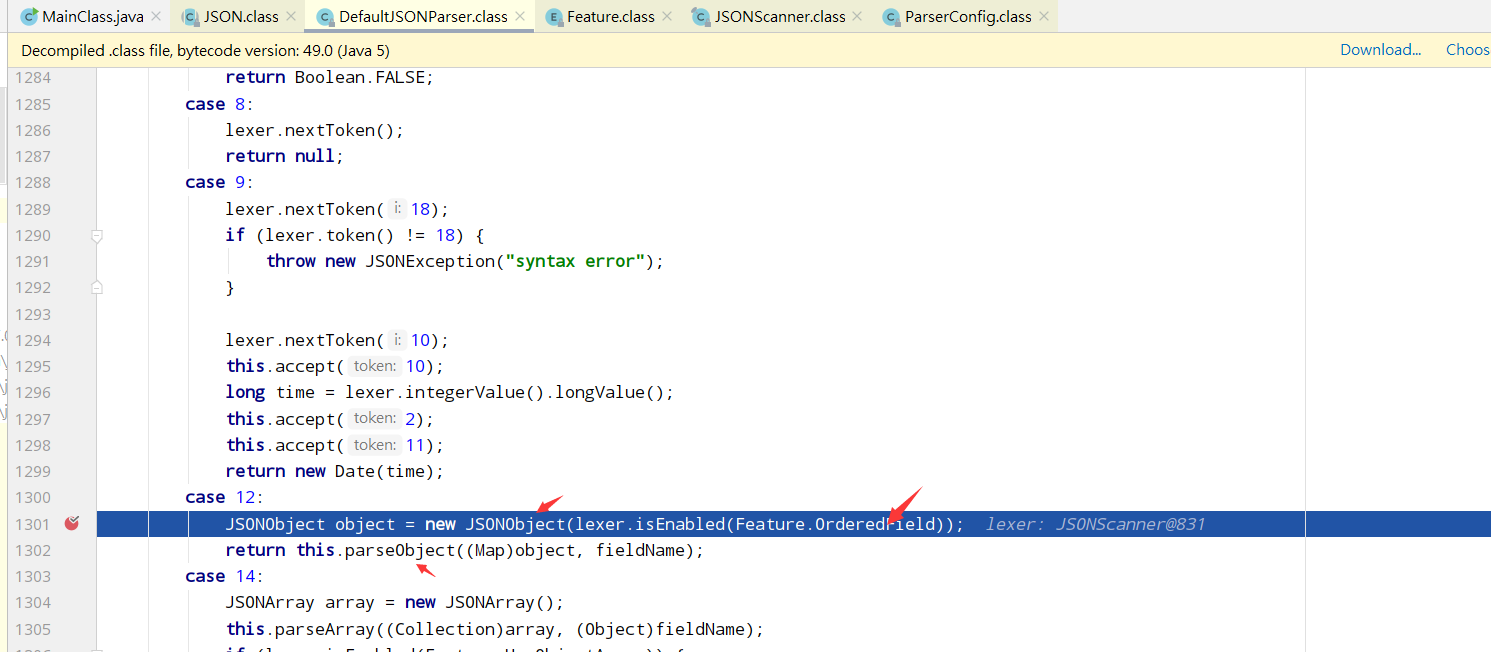 MainClass.java × JSON.class × DefaultJSONParser.class × Feature.class × JSONScanner.class × ParserConfig.class ×
Decompiled .class file, bytecode version: 49.0 (Java 5) Download... Choos
1284 return Boolean.FALSE;
1285 case 8:
1286 lexer.nextToken();
1287 return null;
1288 case 9:
1289 lexer.nextToken( i: 18);
1290 if (lexer.token() != 18) {
1291 throw new JSONException("syntax error");
1292 }
1293
1294 lexer.nextToken( i: 10);
1295 this.accept( token: 10);
1296 long time = lexer.integerValue().longValue();
1297 this.accept( token: 2);
1298 this.accept( token: 11);
1299 return new Date(time);
1300 case 12:
1301 JSONObject object = new JSONObject(lexer.isEnabled(Feature.OrderedField)); lexer: JSONScanner@831
1302 return this.parseObject((Map)object, fieldName);
1303 case 14:
1304 JSONArray array = new JSONArray();
1305 this.parseArray((Collection)array, (Object)fieldName);